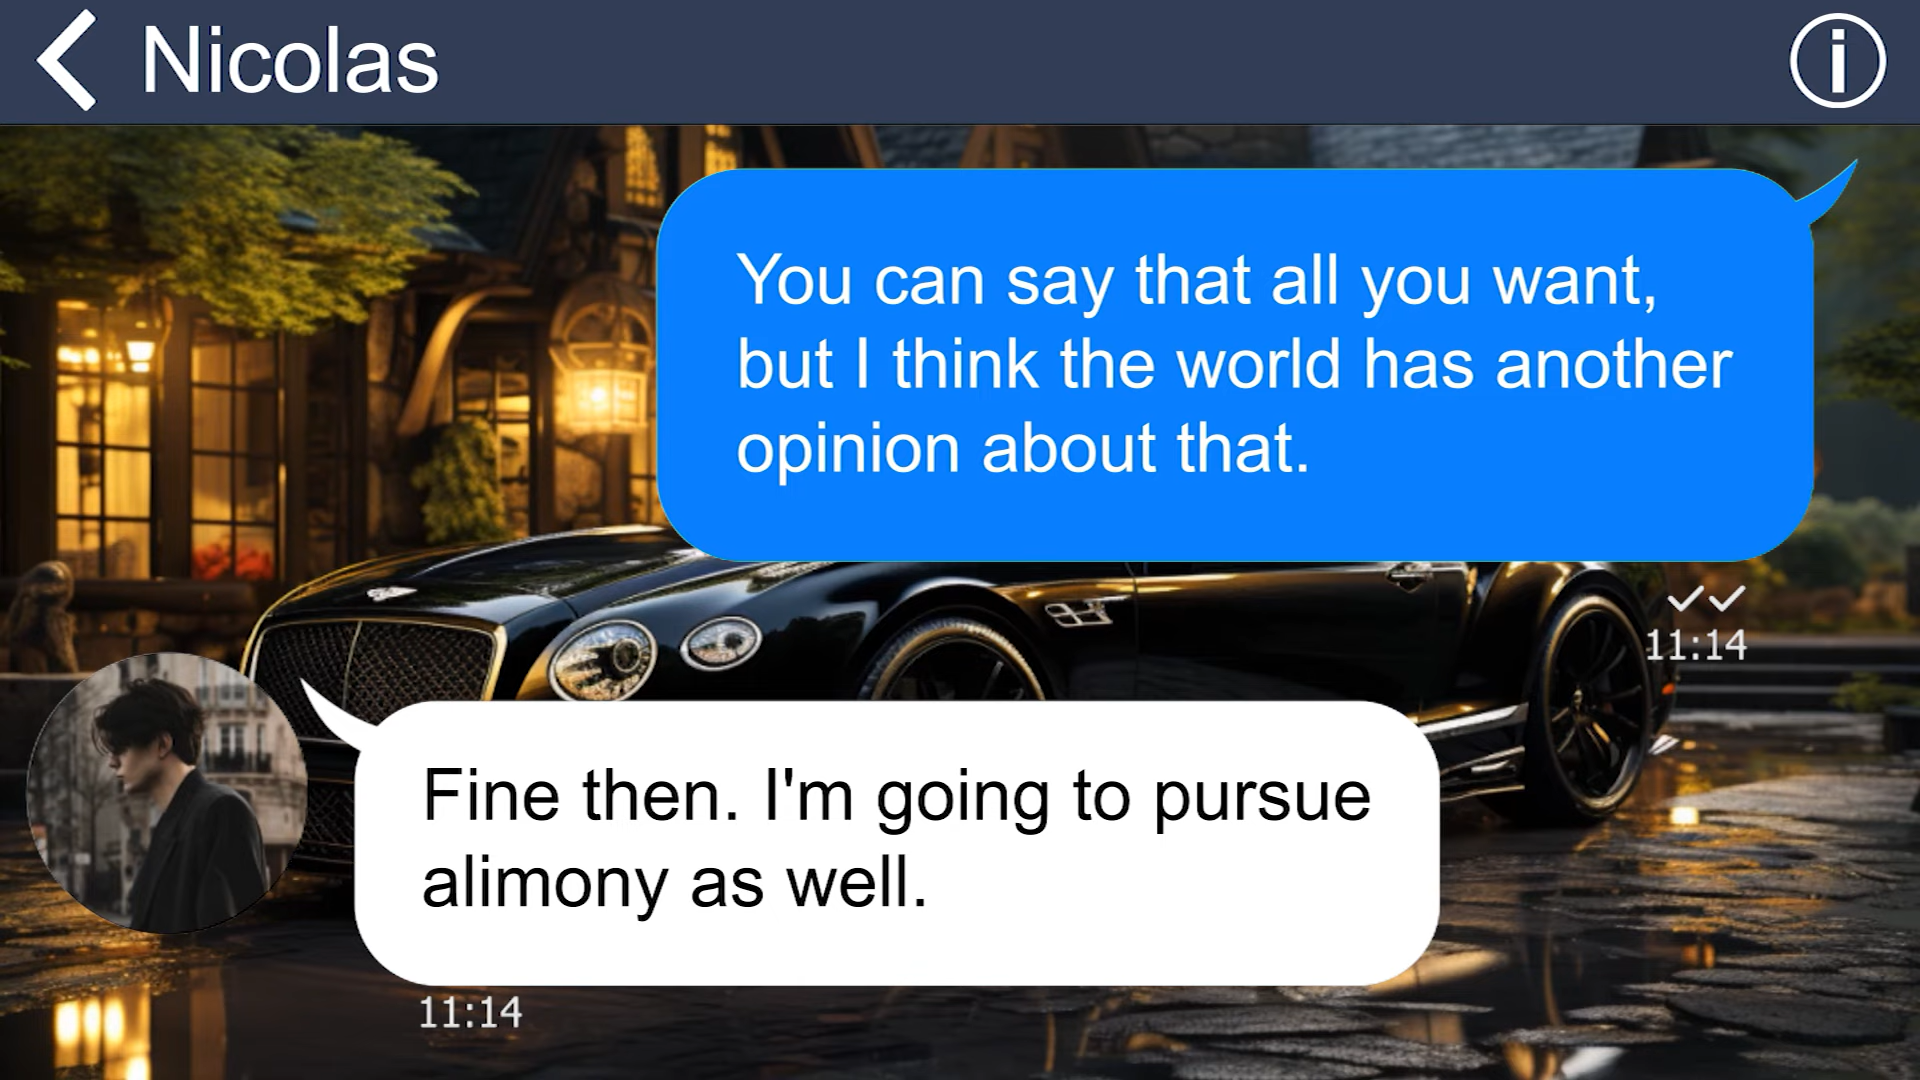 Nicolas
You can say that all you want,
but I think the world has another
opinion about that.
11:14
Fine then. I'm going to pursue
alimony as well.
11:14